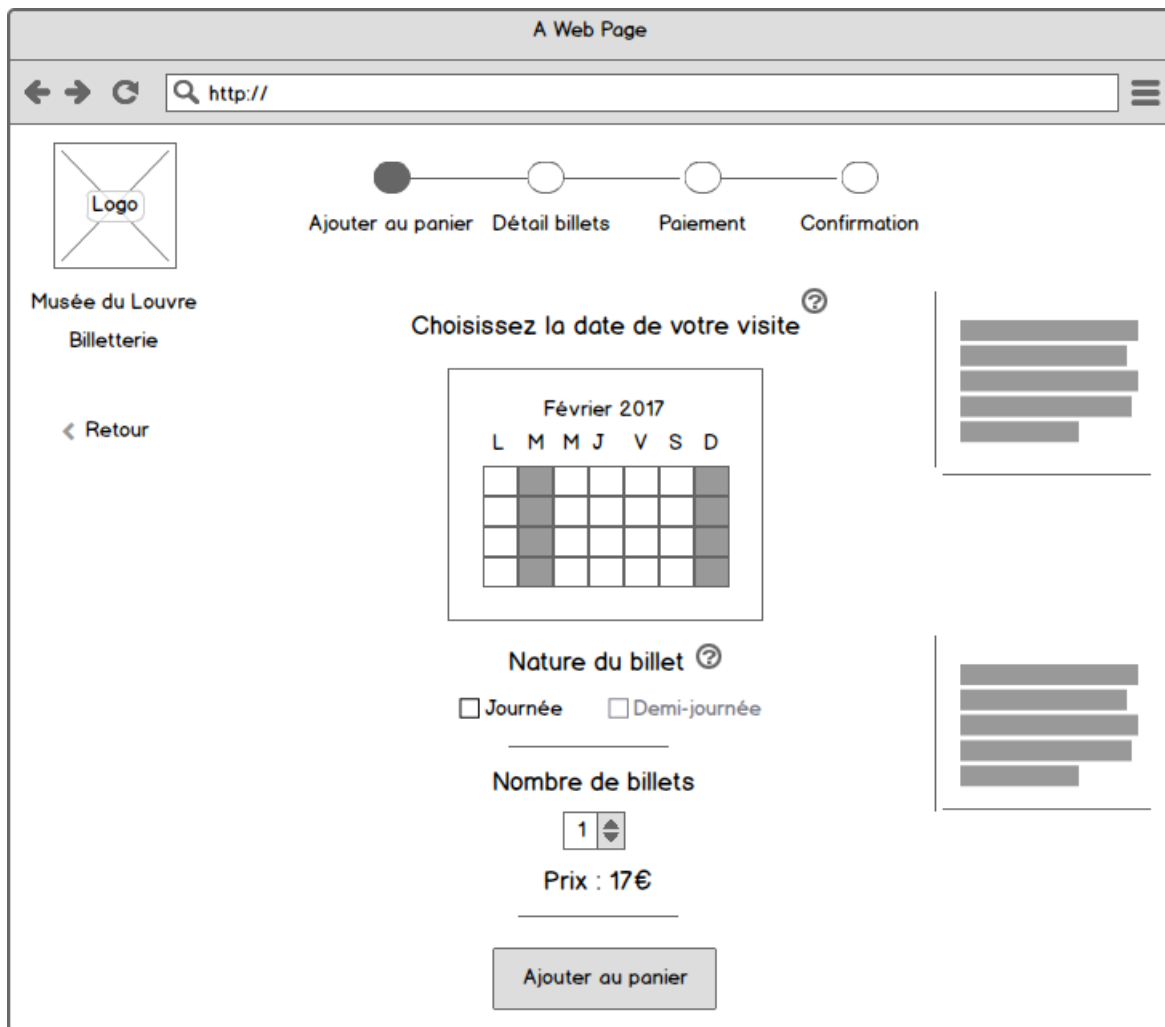 A Web Page
http://
Logo
Ajouter au panier Détail billets Paiement Confirmation
Musée du Louvre
Billetterie
Retour
Choisissez la date de votre visite ?
Février 2017
L M M J V S D
Nature du billet ?
Journée Demi-journée
Nombre de billets
1
Prix : 17€
Ajouter au panier